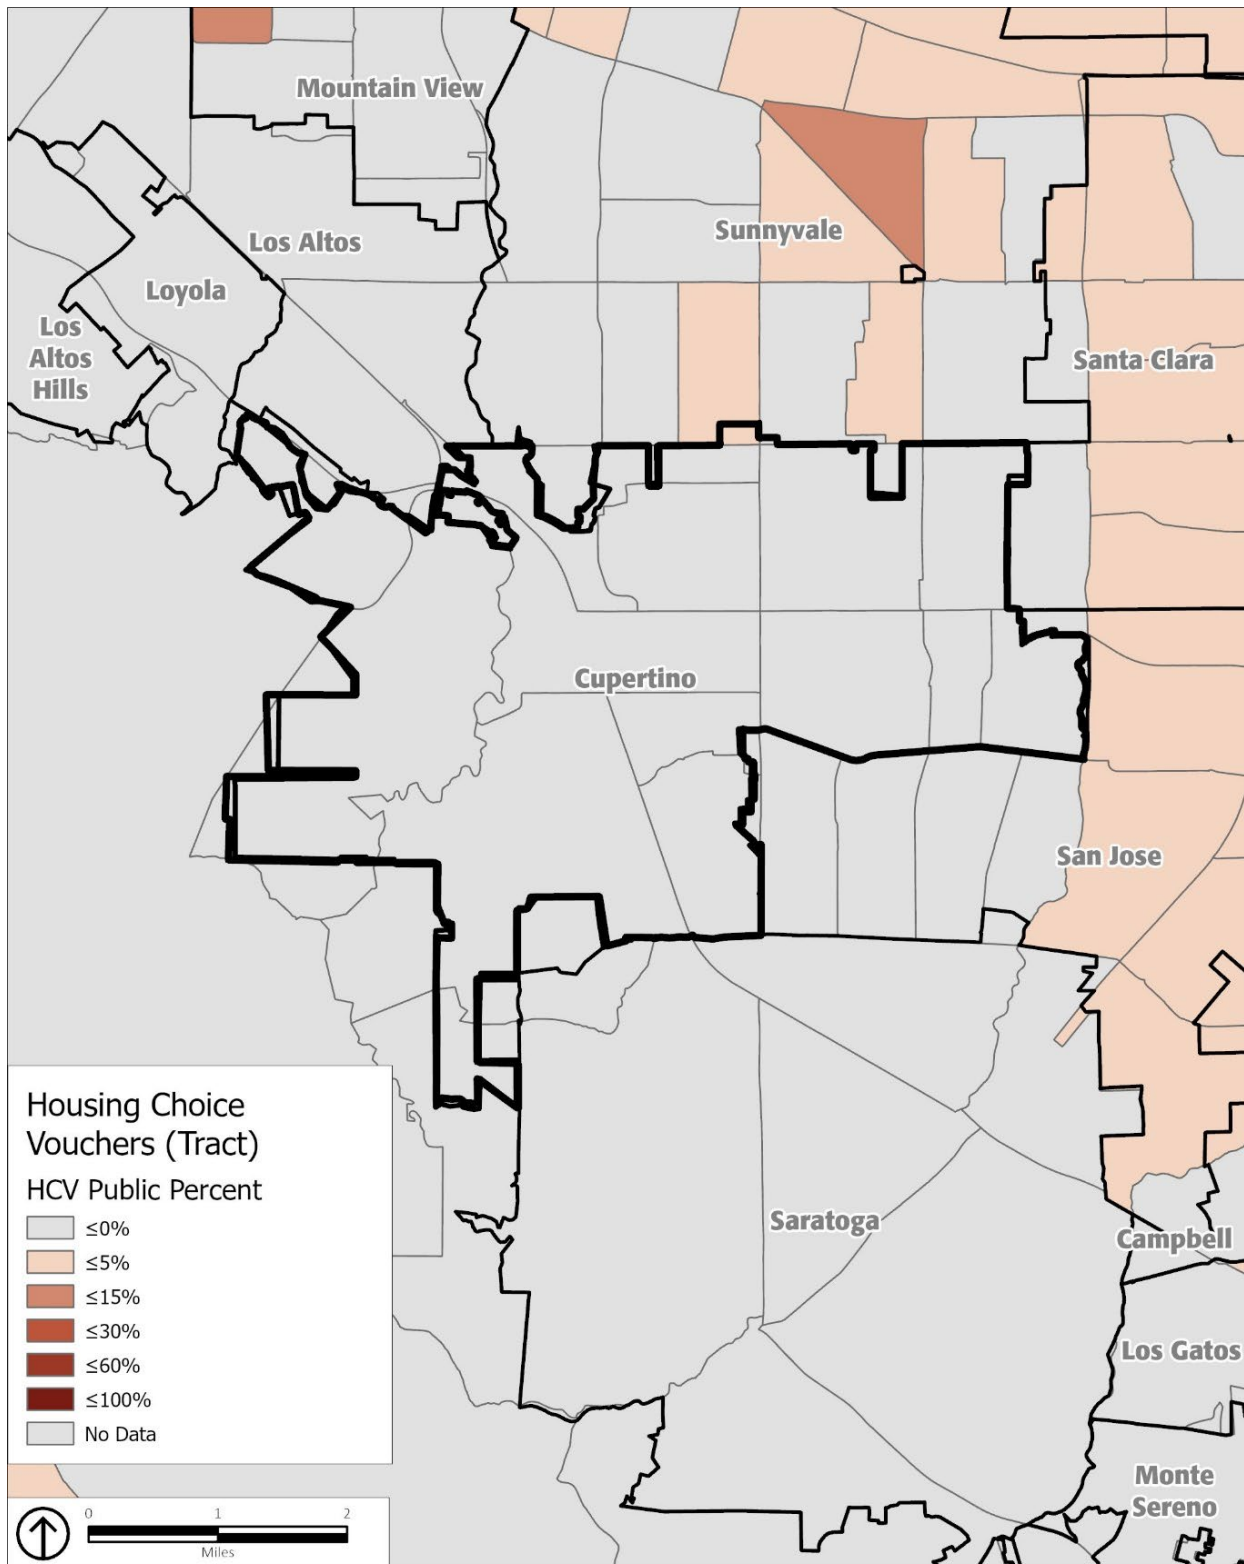 Mountain View
Los Altos
Sunnyvale
Loyola
Los
Altos
Hills
Santa Clara
Cupertino
San Jose
Housing Choice
Vouchers (Tract)
HCV Public Percent
≤0%
≤5%
≤15%
≤30%
≤60%
≤100%
No Data
Saratoga
Campbell
Los Gatos
Monte
Sereno
0 1 2
Miles